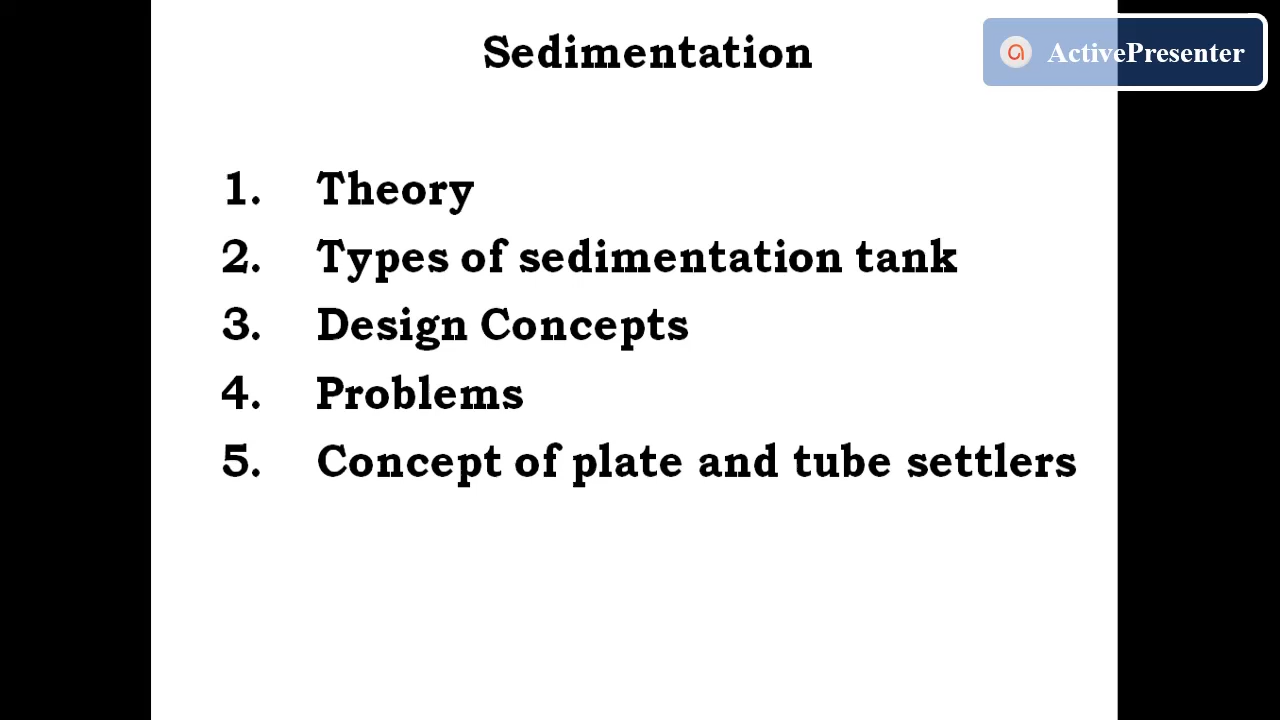 Sedimentation
ActivePresenter
1. Theory
2. Types of sedimentation tank
3. Design Concepts
4. Problems
5. Concept of plate and tube settlers